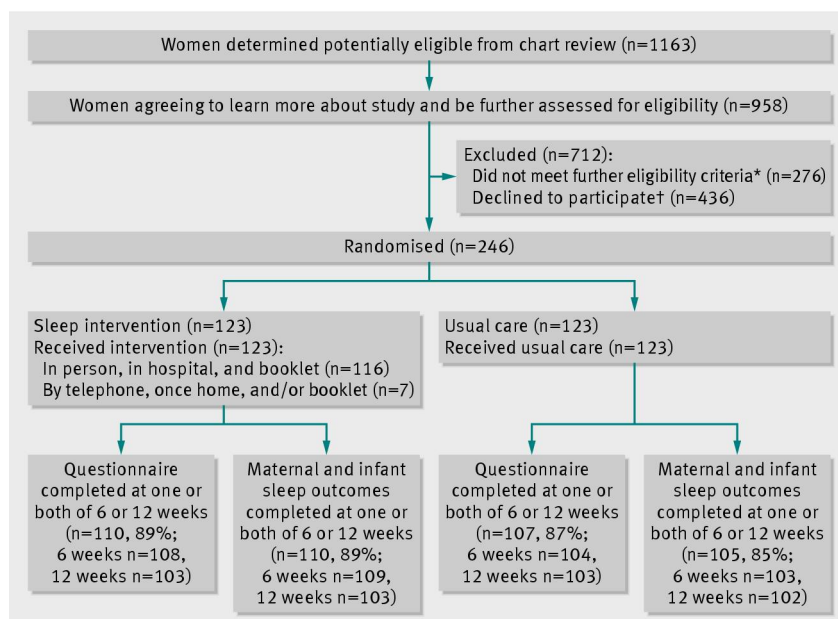 Women determined potentially eligible from chart review (n=1163)
Women agreeing to learn more about study and be further assessed for eligibility (n=958)
Excluded (n=712):
Did not meet further eligibility criteria* (n=276)
Declined to participate† (n=436)
Randomised (n=246)
Sleep intervention (n=123)
Received intervention (n=123):
In person, in hospital, and booklet (n=116)
By telephone, once home, and/or booklet (n=7)
Usual care (n=123)
Received usual care (n=123)
Questionnaire
completed at one or
both of 6 or 12 weeks
(n=110, 89%;
6 weeks n=108,
12 weeks n=103)
Maternal and infant
sleep outcomes
completed at one or
both of 6 or 12 weeks
(n=110, 89%;
6 weeks n=109,
12 weeks n=103)
Questionnaire
completed at one or
both of 6 or 12 weeks
(n=107, 87%;
6 weeks n=104,
12 weeks n=103)
Maternal and infant
sleep outcomes
completed at one or
both of 6 or 12 weeks
(n=105, 85%;
6 weeks n=103,
12 weeks n=102)